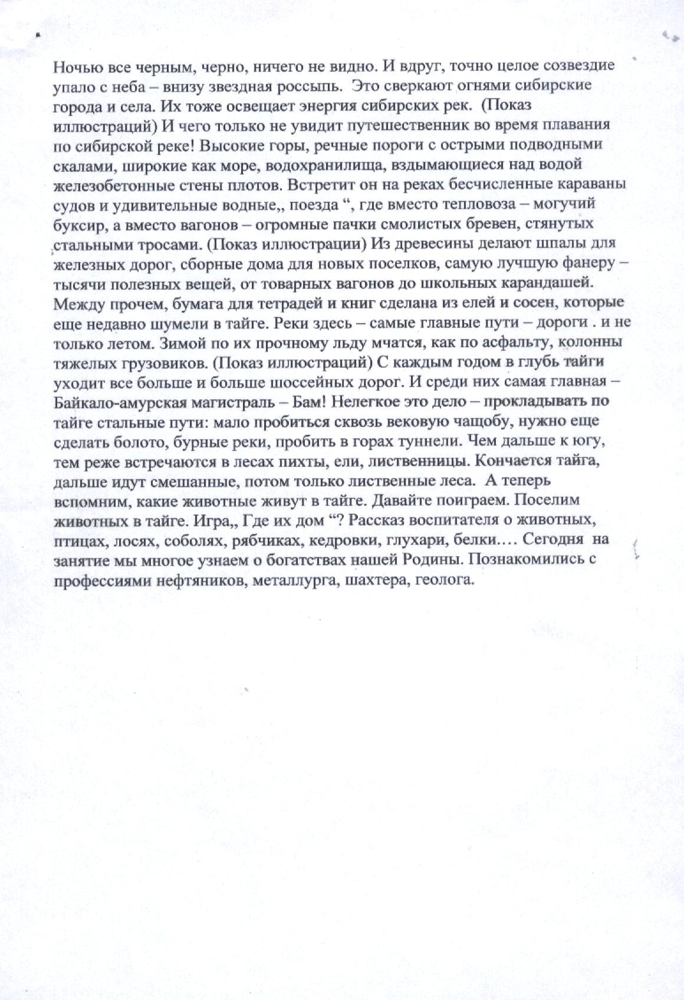 Ночью все черным, черно, ничего не видно. И вдруг, точно целое созвездие
упало с неба – внизу звездная россыпь.  Это сверкают огнями сибирские
города и села. Их тоже освещает энергия сибирских рек.  (Показ
иллюстраций) И чего только не увидит путешественник во время плавания
по сибирской реке! Высокие горы, речные пороги с острыми подводными
скалами, широкие как море, водохранилища, вздымающиеся над водой
железобетонные стены плотов. Встретит он на реках бесчисленные караваны
судов и удивительные водные,, поезда “, где вместо тепловоза – могучий
буксир, а вместо вагонов – огромные пачки смолистых бревен, стянутых
стальными тросами. (Показ иллюстрации) Из древесины делают шпалы для
железных дорог, сборные дома для новых поселков, самую лучшую фанеру –
тысячи полезных вещей, от товарных вагонов до школьных карандашей.
Между прочем, бумага для тетрадей и книг сделана из елей и сосен, которые
еще недавно шумели в тайге. Реки здесь – самые главные пути – дороги . и не
только летом. Зимой по их прочному льду мчатся, как по асфальту, колонны
тяжелых грузовиков. (Показ иллюстраций) С каждым годом в глубь тайги
уходит все больше и больше шоссейных дорог. И среди них самая главная –
Байкало-амурская магистраль – Бам! Нелегкое это дело – прокладывать по
тайге стальные пути: мало пробиться сквозь вековую чащобу, нужно еще
сделать болото, бурные реки, пробить в горах туннели. Чем дальше к югу,
тем реже встречаются в лесах пихты, ели, лиственницы. Кончается тайга,
дальше идут смешанные, потом только лиственные леса.  А теперь
вспомним, какие животные живут в тайге. Давайте поиграем. Поселим
животных в тайге. Игра,, Где их дом “? Рассказ воспитателя о животных,
птицах, лосях, соболях, рябчиках, кедровки, глухари, белки.… Сегодня  на
занятие мы многое узнаем о богатствах нашей Родины. Познакомились с
профессиями нефтяников, металлурга, шахтера, геолога.